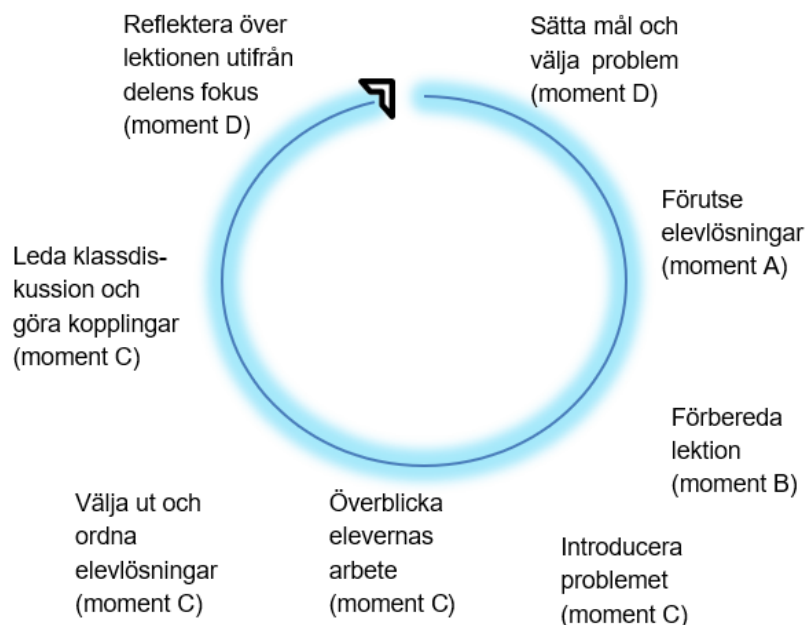 Reflektera över
lektionen utifrån
delens fokus
(moment D)
Sätta mål och
välja problem
(moment D)
Förutse
elevlösningar
(moment A)
Förbereda
lektion
(moment B)
Introducera
problemet
(moment C)
Överblicka
elevernas
arbete
(moment C)
Välja ut och
ordna
elevlösningar
(moment C)
Leda klassdis-
kussion och
göra kopplingar
(moment C)